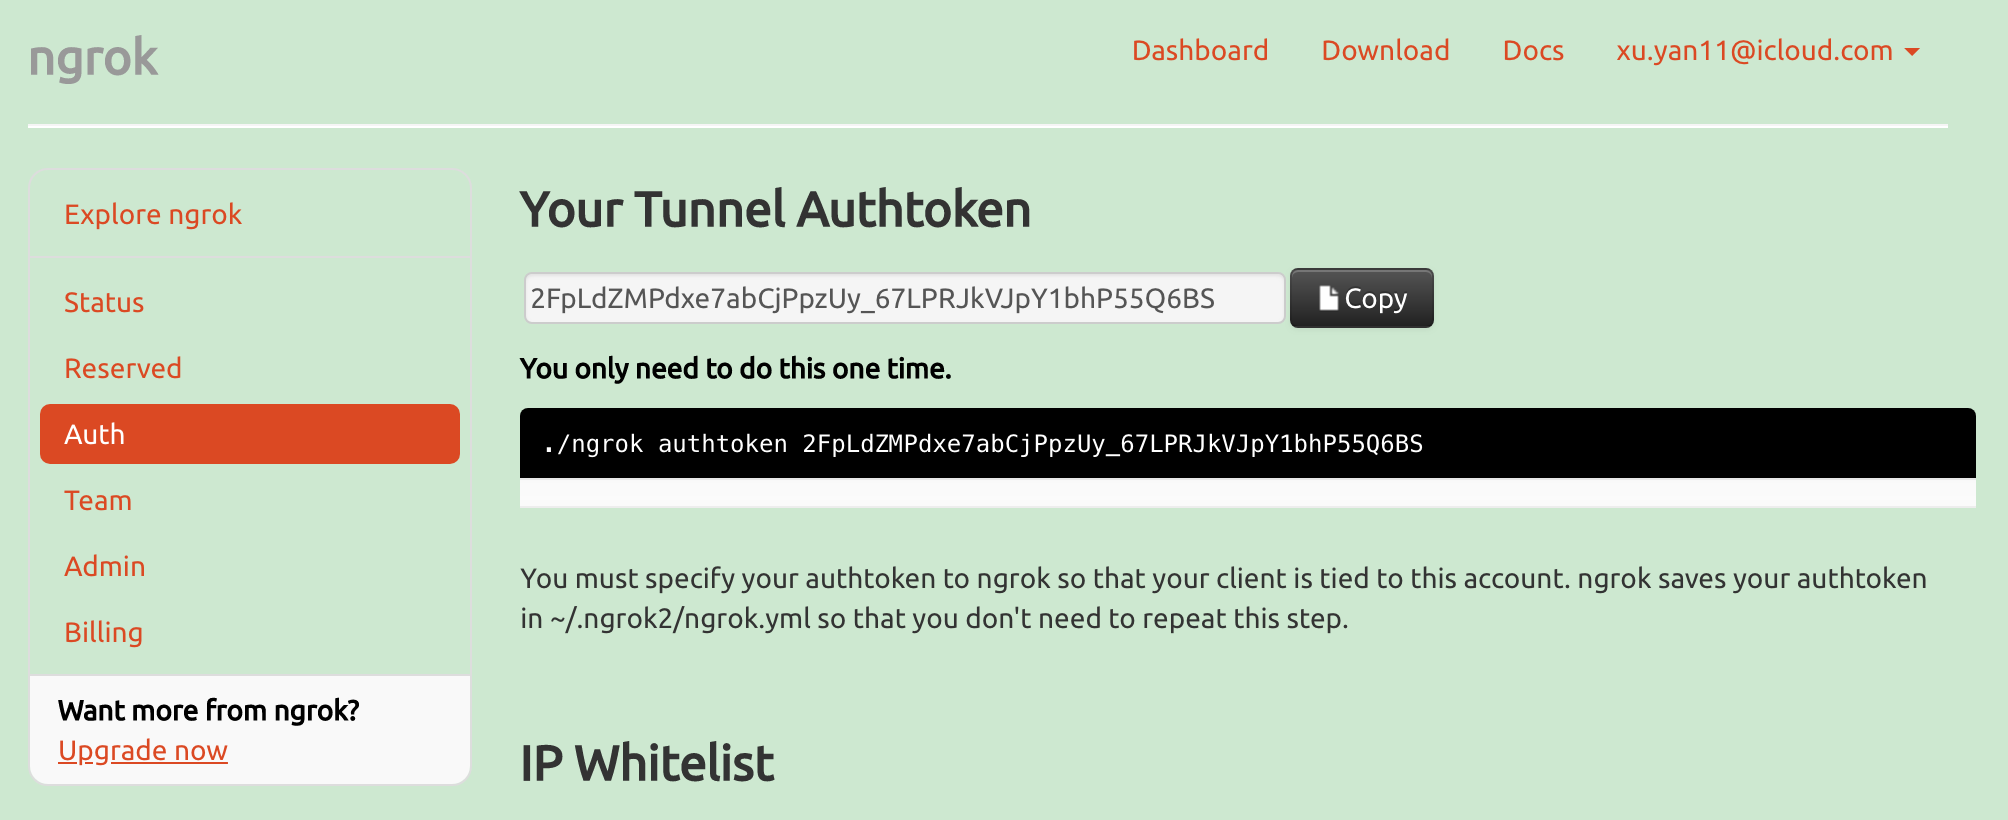 ngrok
Dashboard Download Docs xu.yan11@icloud.com
Explore ngrok
Status
Reserved
Auth
Team
Admin
Billing
Want more from ngrok?
Upgrade now
Your Tunnel Authtoken
2FpLdZMPdxe7abCjPpzUy_67LPRJkVJpY1bhP55Q6BS Copy
You only need to do this one time.
./ngrok authtoken 2FpLdZMPdxe7abCjPpzUy_67LPRJkVJpY1bhP55Q6BS
You must specify your authtoken to ngrok so that your client is tied to this account. ngrok saves your authtoken
in ~/.ngrok2/ngrok.yml so that you don't need to repeat this step.
IP Whitelist